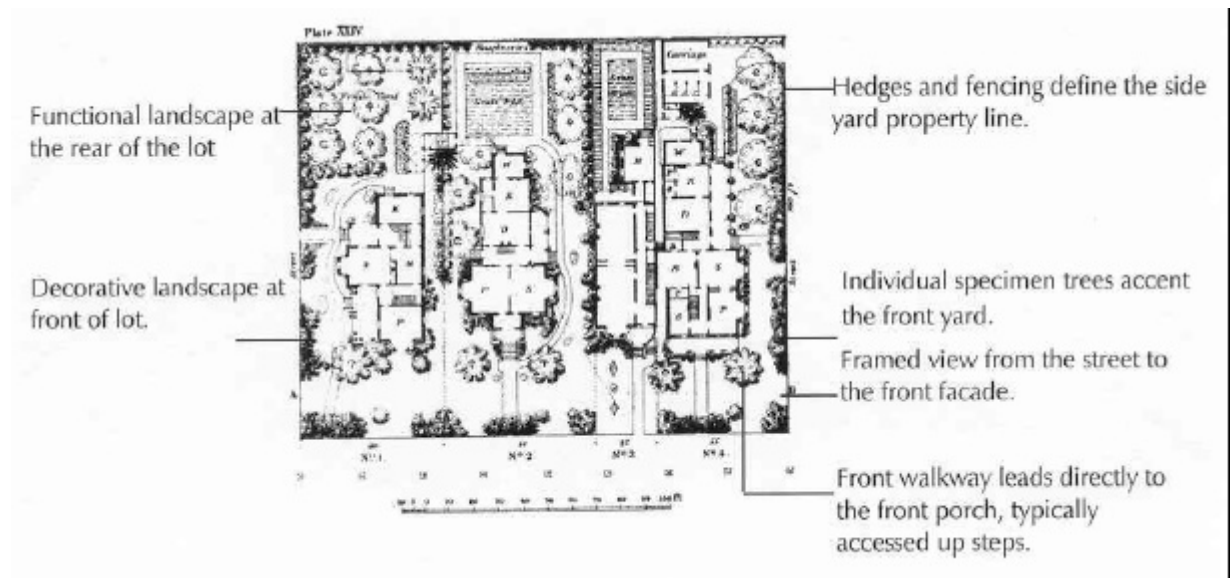 Plate XXIV
Functional landscape at
the rear of the lot
Decorative landscape at
front of lot.
Carriage
Hedges and fencing define the side
yard property line.
Individual specimen trees accent
the front yard.
Framed view from the street to
the front facade.
Front walkway leads directly to
the front porch, typically
accessed up steps.
Nº 1. Nº 2 Nº 3 Nº 4.